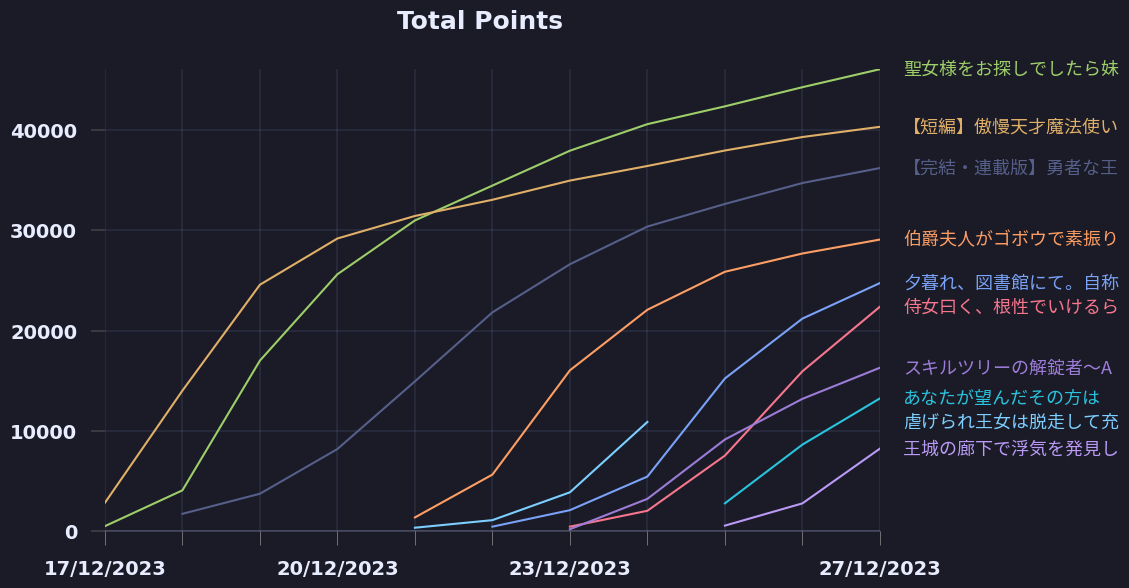 Total Points
聖女様をお探しでしたら妹
【短編】傲慢天才魔法使い
40000
【完結・連載版】勇者な王
30000
伯爵夫人がゴボウで素振り
夕暮れ、図書館にて。自称
侍女曰く、根性でいけるら
20000
スキルツリーの解錠者〜A
あなたが望んだその方は
虐げられ王女は脱走して充
10000
王城の廊下で浮気を発見し
0
17/12/2023
20/12/2023
23/12/2023
27/12/2023